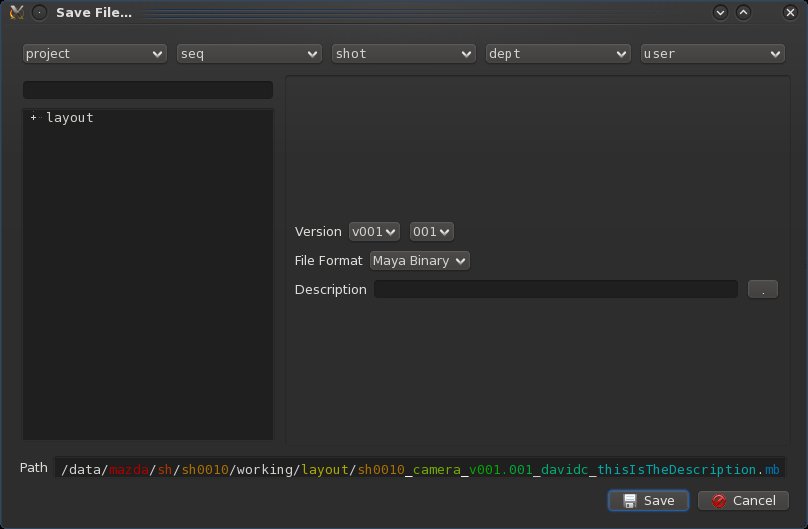 Save File...
project seq shot dept user
+ layout
Version v001 001
File Format Maya Binary
Description .
Path /data/mazda/sh/sh0010/working/layout/sh0010_camera_v001.001_davidc_thisIsTheDescription.mb
Save Cancel